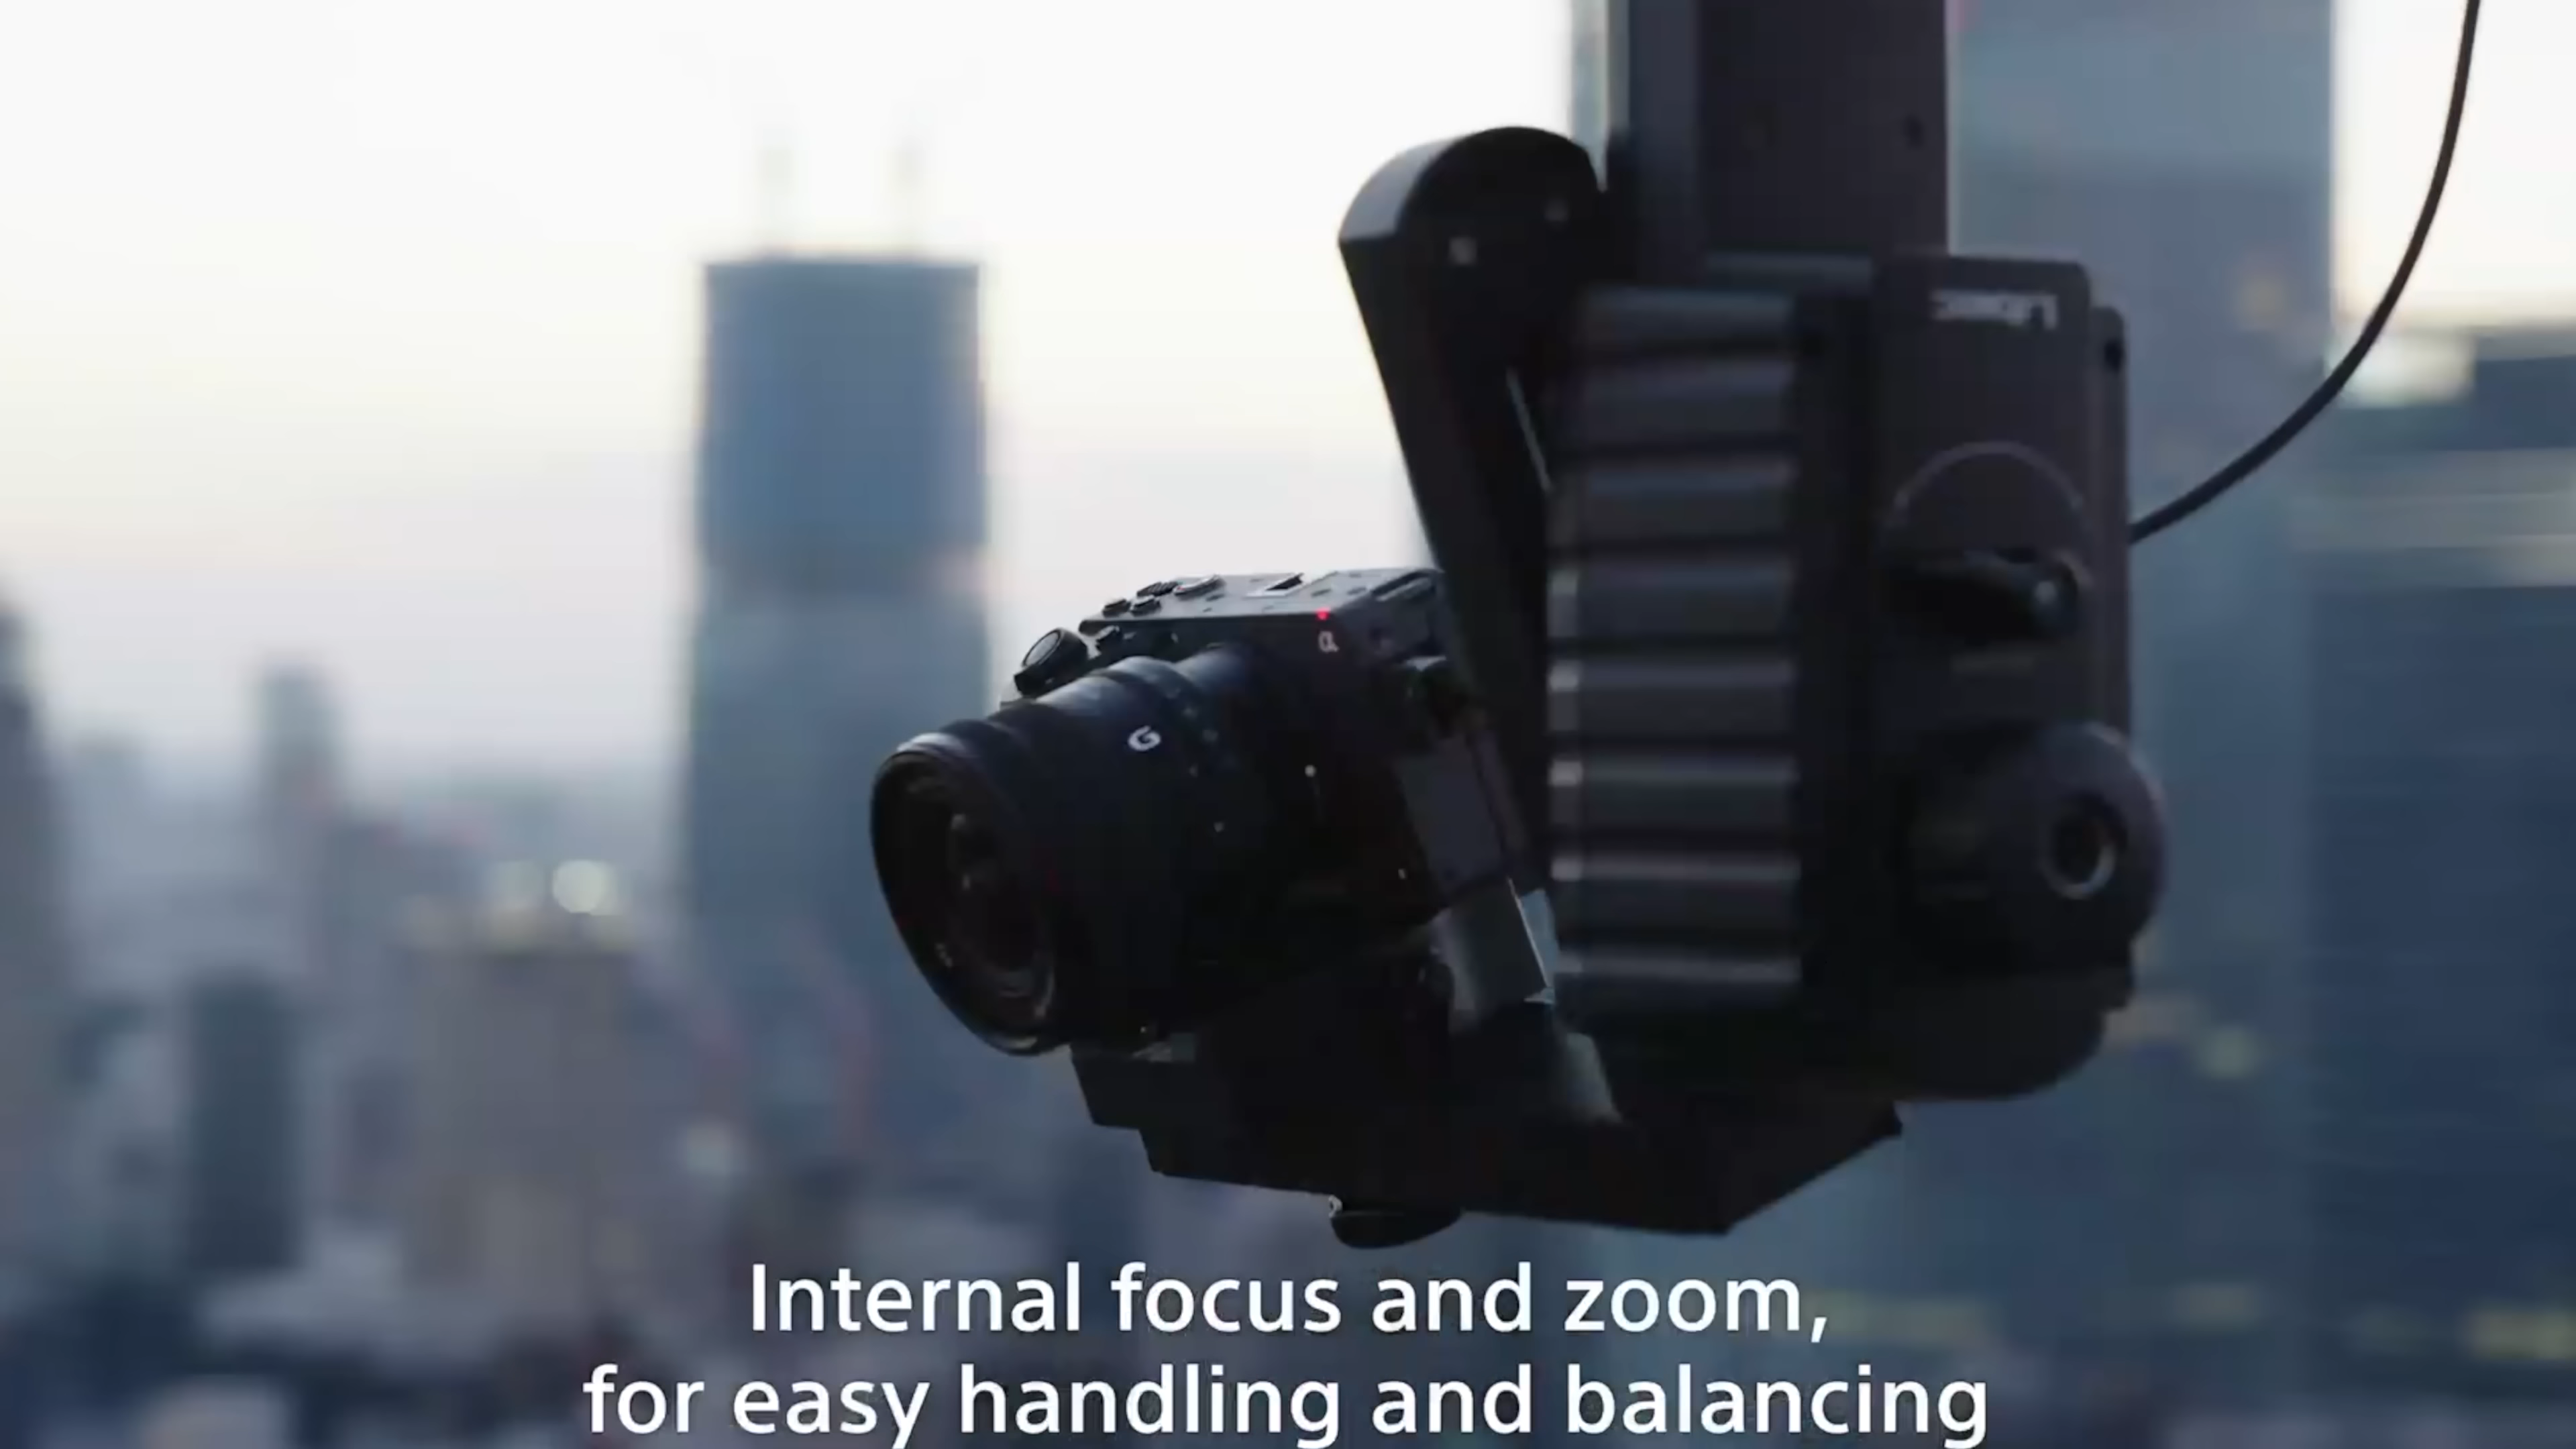 α
G
Internal focus and zoom,
for easy handling and balancing